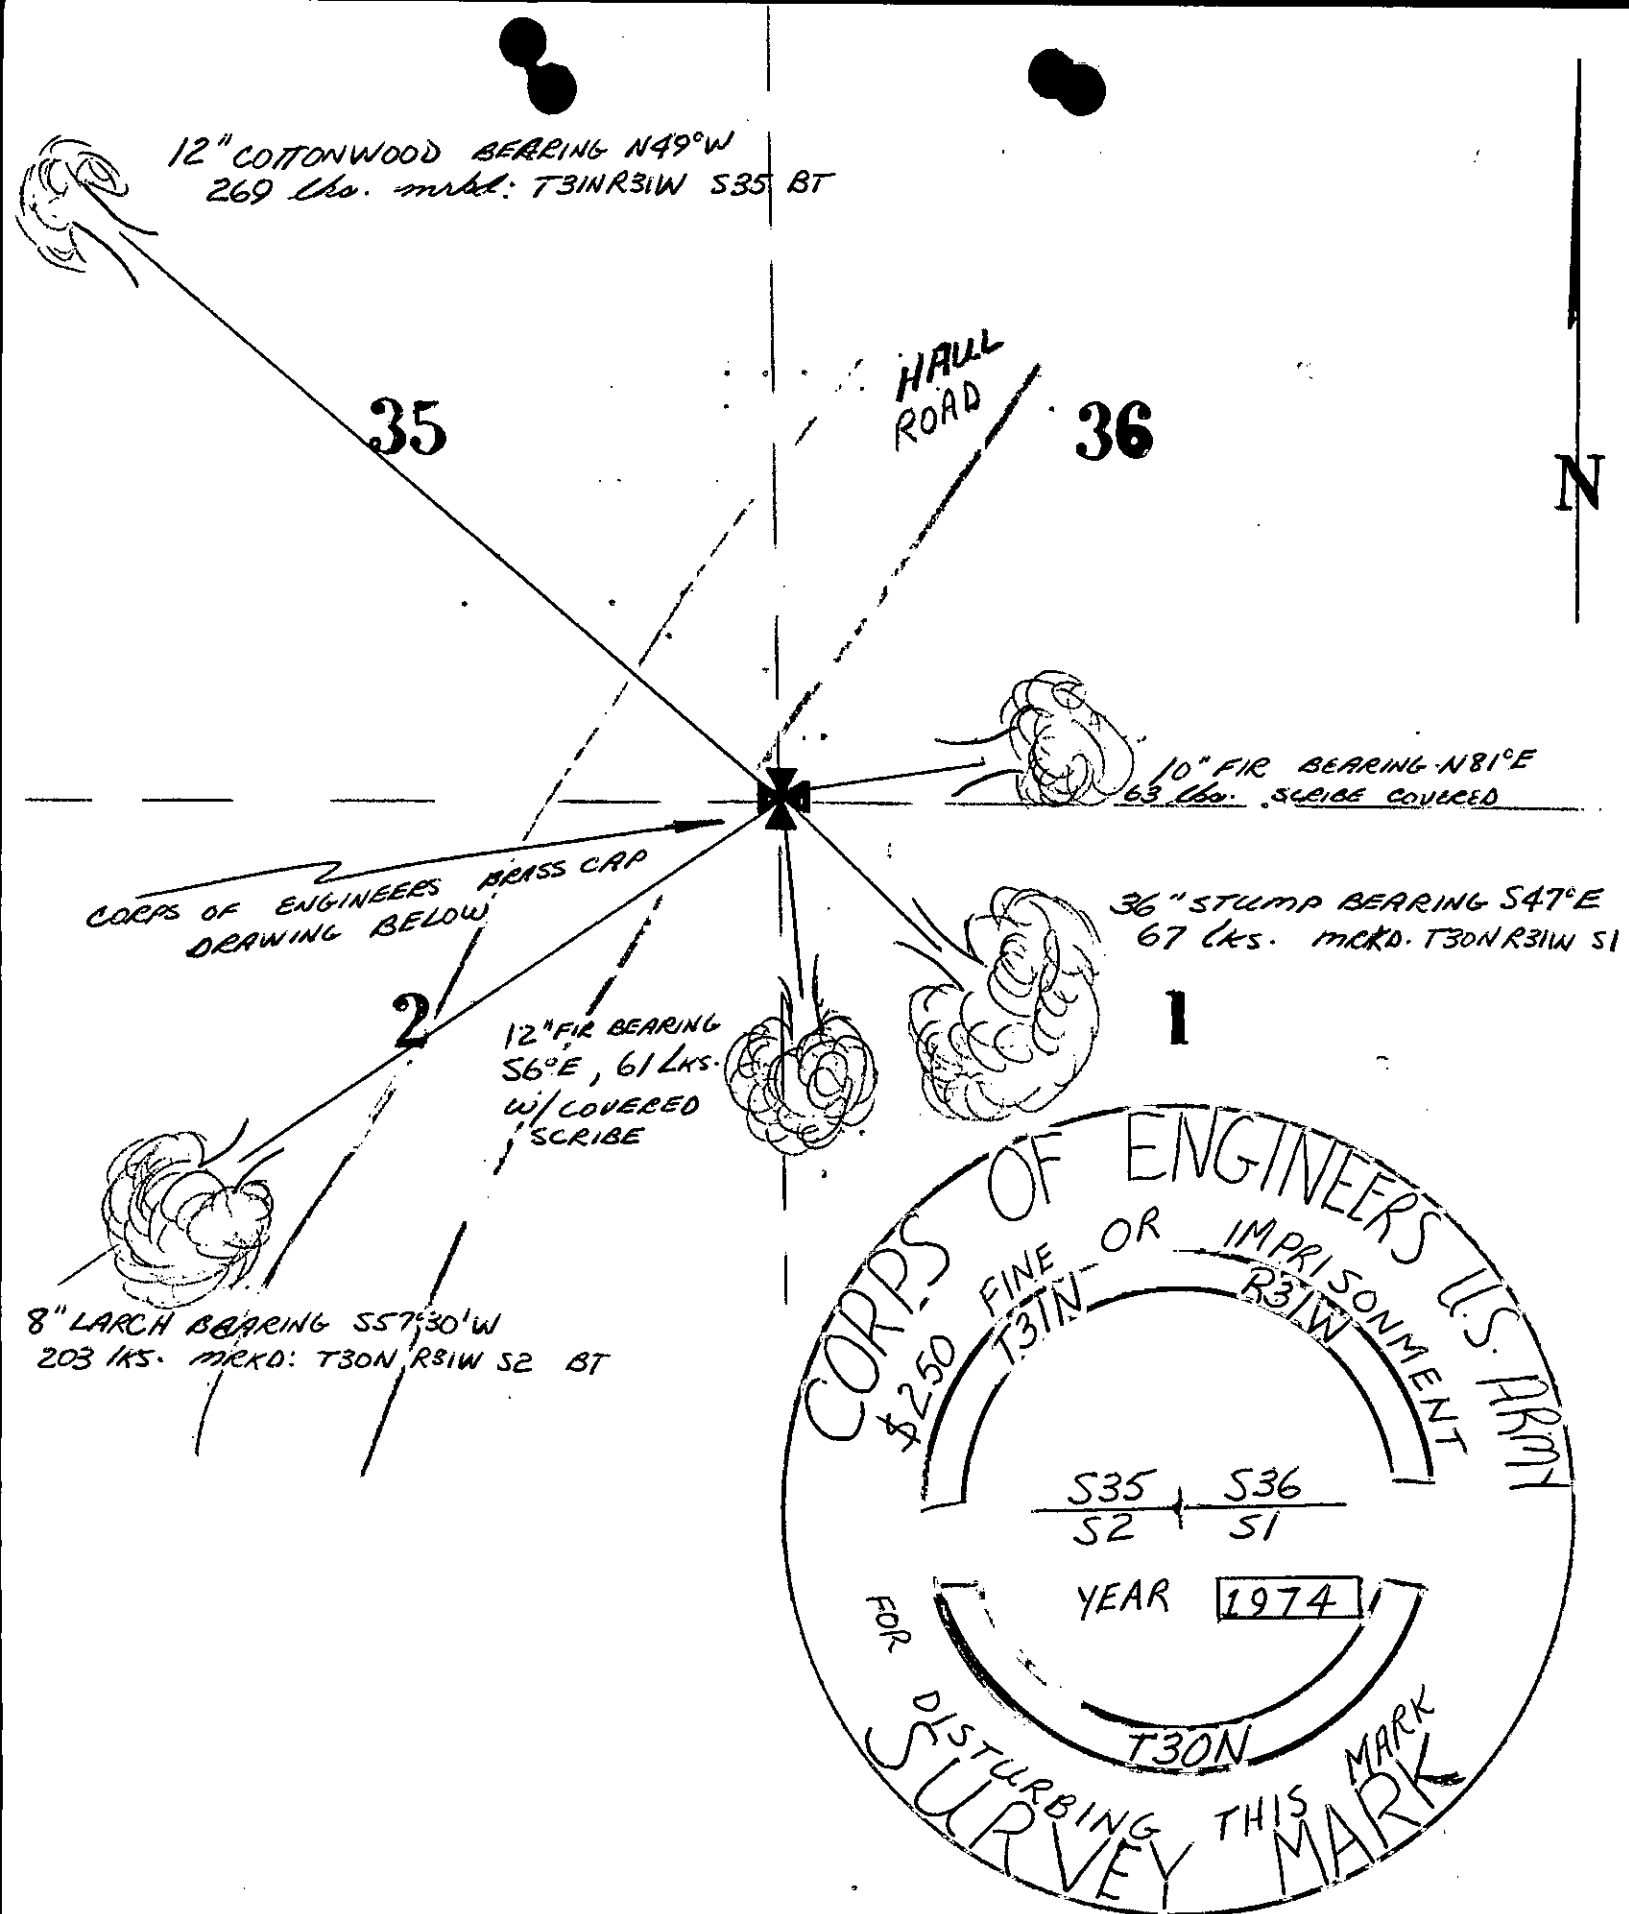 12" COTTONWOOD BEARING N49°W
269 lks. mrkd: T31NR31W S35 BT
HAUL
ROAD
35
36
N
10" FIR BEARING N81°E
63 lks. SCRIBE COVERED
CORPS OF ENGINEERS BRASS CAP
DRAWING BELOW
36" STUMP BEARING S47°E
67 LKS. MRKD. T30N R31W S1
2
1
12" FIR BEARING
S6°E, 61 LKS.
W/ COVERED
SCRIBE
8" LARCH BEARING S57°30'W
203 LKS. MRKD: T30N R31W S2 BT
CORPS OF ENGINEERS U.S. ARMY
$250 FINE OR IMPRISONMENT
T31N R31W
S35 S36
S2 S1
YEAR 1974
T30N
FOR DISTURBING THIS MARK
SURVEY MARK